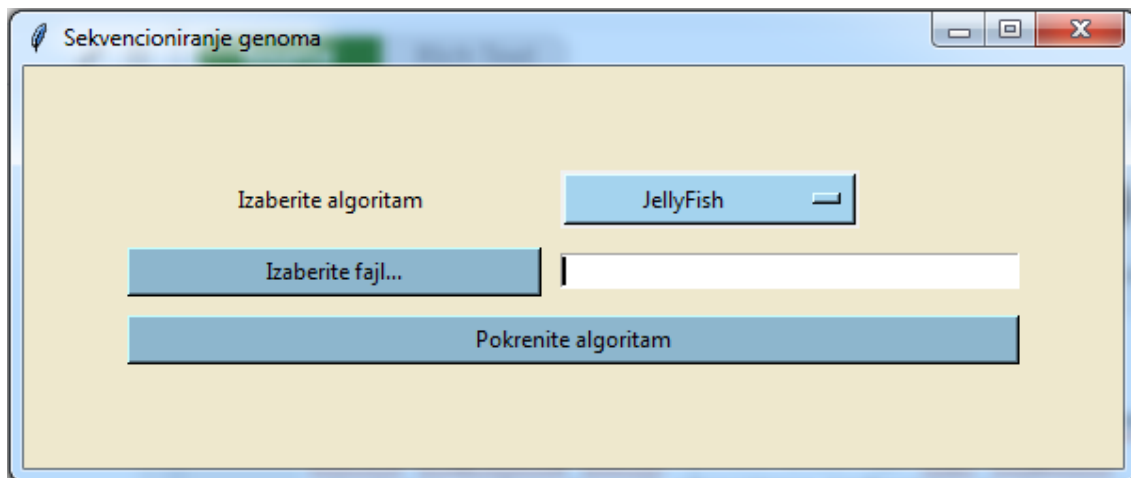 Sekvencioniranje genoma
Izaberite algoritam
JellyFish
Izaberite fajl...
Pokrenite algoritam